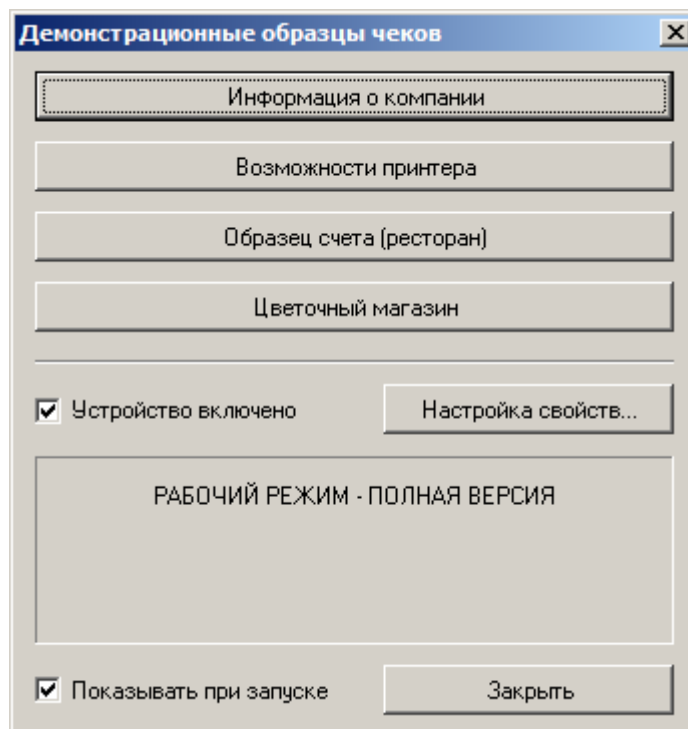 Демонстрационные образцы чеков
Информация о компании
Возможности принтера
Образец счета (ресторан)
Цветочный магазин
Устройство включено
Настройка свойств...
РАБОЧИЙ РЕЖИМ - ПОЛНАЯ ВЕРСИЯ
Показывать при запуске
Закрыть